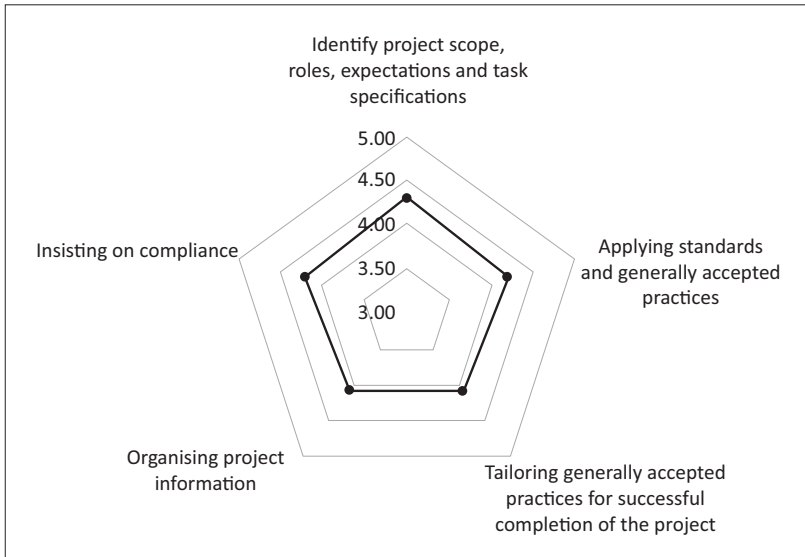 Identify project scope,
roles, expectations and task
specifications
5.00
4.50
4.00
3.50
3.00
Insisting on compliance
Applying standards
and generally accepted
practices
Organising project
information
Tailoring generally accepted
practices for successful
completion of the project